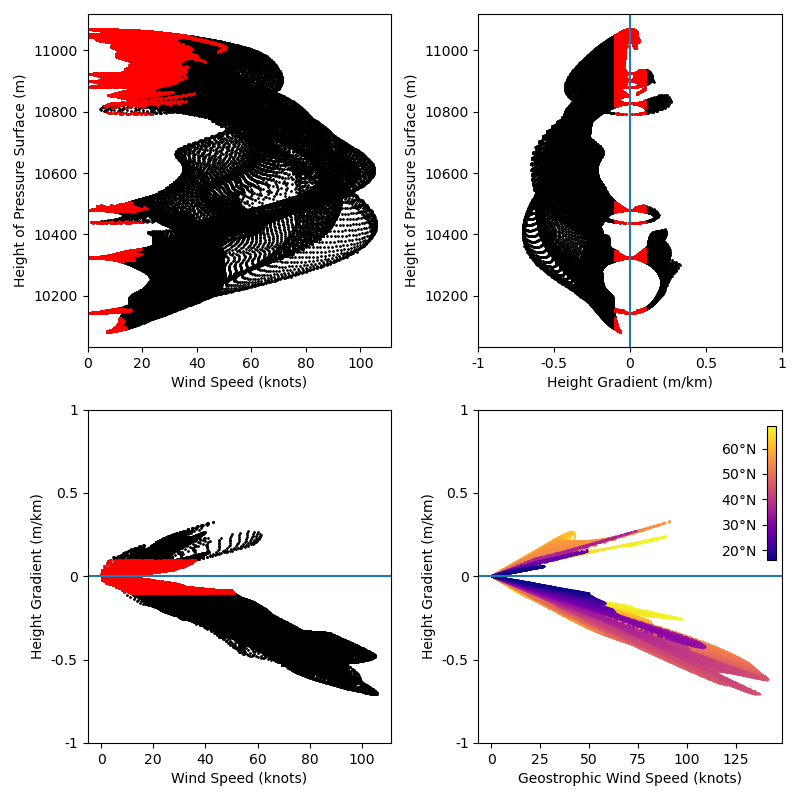 11000
10800
10600
10400
10200
Height of Pressure Surface (m)
0 20 40 60 80 100
Wind Speed (knots)
11000
10800
10600
10400
10200
Height of Pressure Surface (m)
-1 -0.5 0 0.5 1
Height Gradient (m/km)
1
0.5
0
-0.5
-1
Height Gradient (m/km)
0 20 40 60 80 100
Wind Speed (knots)
1
0.5
0
-0.5
-1
Height Gradient (m/km)
60°N
50°N
40°N
30°N
20°N
0 25 50 75 100 125
Geostrophic Wind Speed (knots)